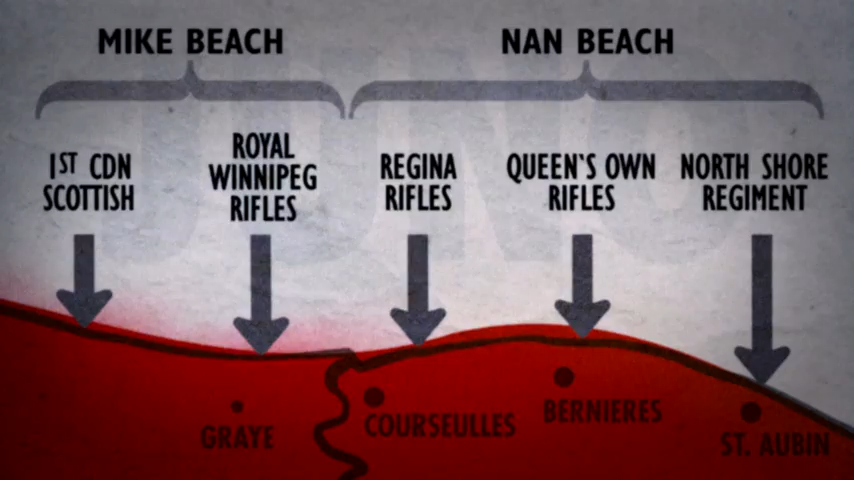 JUNO
MIKE BEACH
NAN BEACH
1ST CDN
SCOTTISH
ROYAL
WINNIPEG
RIFLES
REGINA
RIFLES
QUEEN'S OWN
RIFLES
NORTH SHORE
REGIMENT
GRAYE
COURSEULLES
BERNIERES
ST. AUBIN